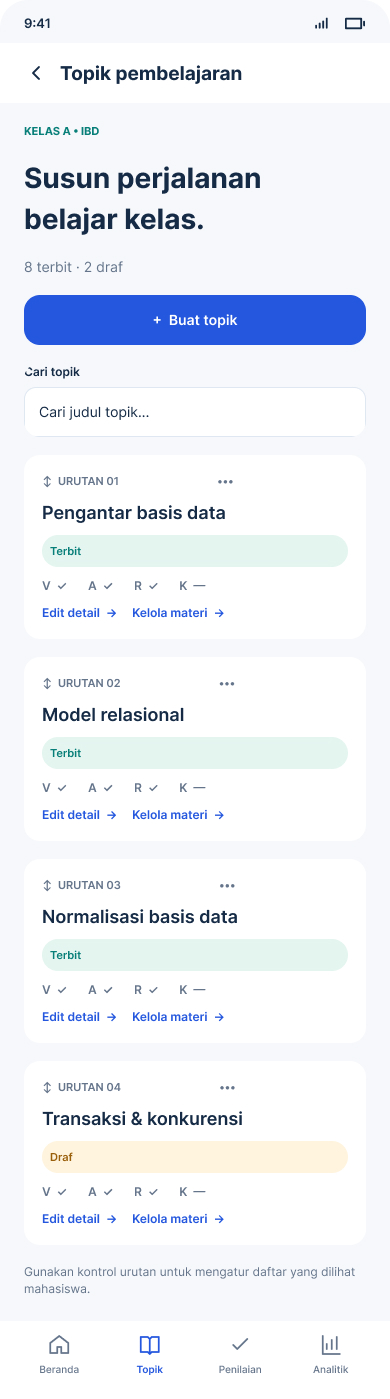 9:41
Topik pembelajaran
KELAS A • IBD
Susun perjalanan
belajar kelas.
8 terbit · 2 draf
+ Buat topik
Cari topik
Cari judul topik...
↕ URUTAN 01 •••
Pengantar basis data
Terbit
V ✓ A ✓ R ✓ K —
Edit detail → Kelola materi →
↕ URUTAN 02 •••
Model relasional
Terbit
V ✓ A ✓ R ✓ K —
Edit detail → Kelola materi →
↕ URUTAN 03 •••
Normalisasi basis data
Terbit
V ✓ A ✓ R ✓ K —
Edit detail → Kelola materi →
↕ URUTAN 04 •••
Transaksi & konkurensi
Draf
V ✓ A ✓ R ✓ K —
Edit detail → Kelola materi →
Gunakan kontrol urutan untuk mengatur daftar yang dilihat
mahasiswa.
Beranda Topik Penilaian Analitik